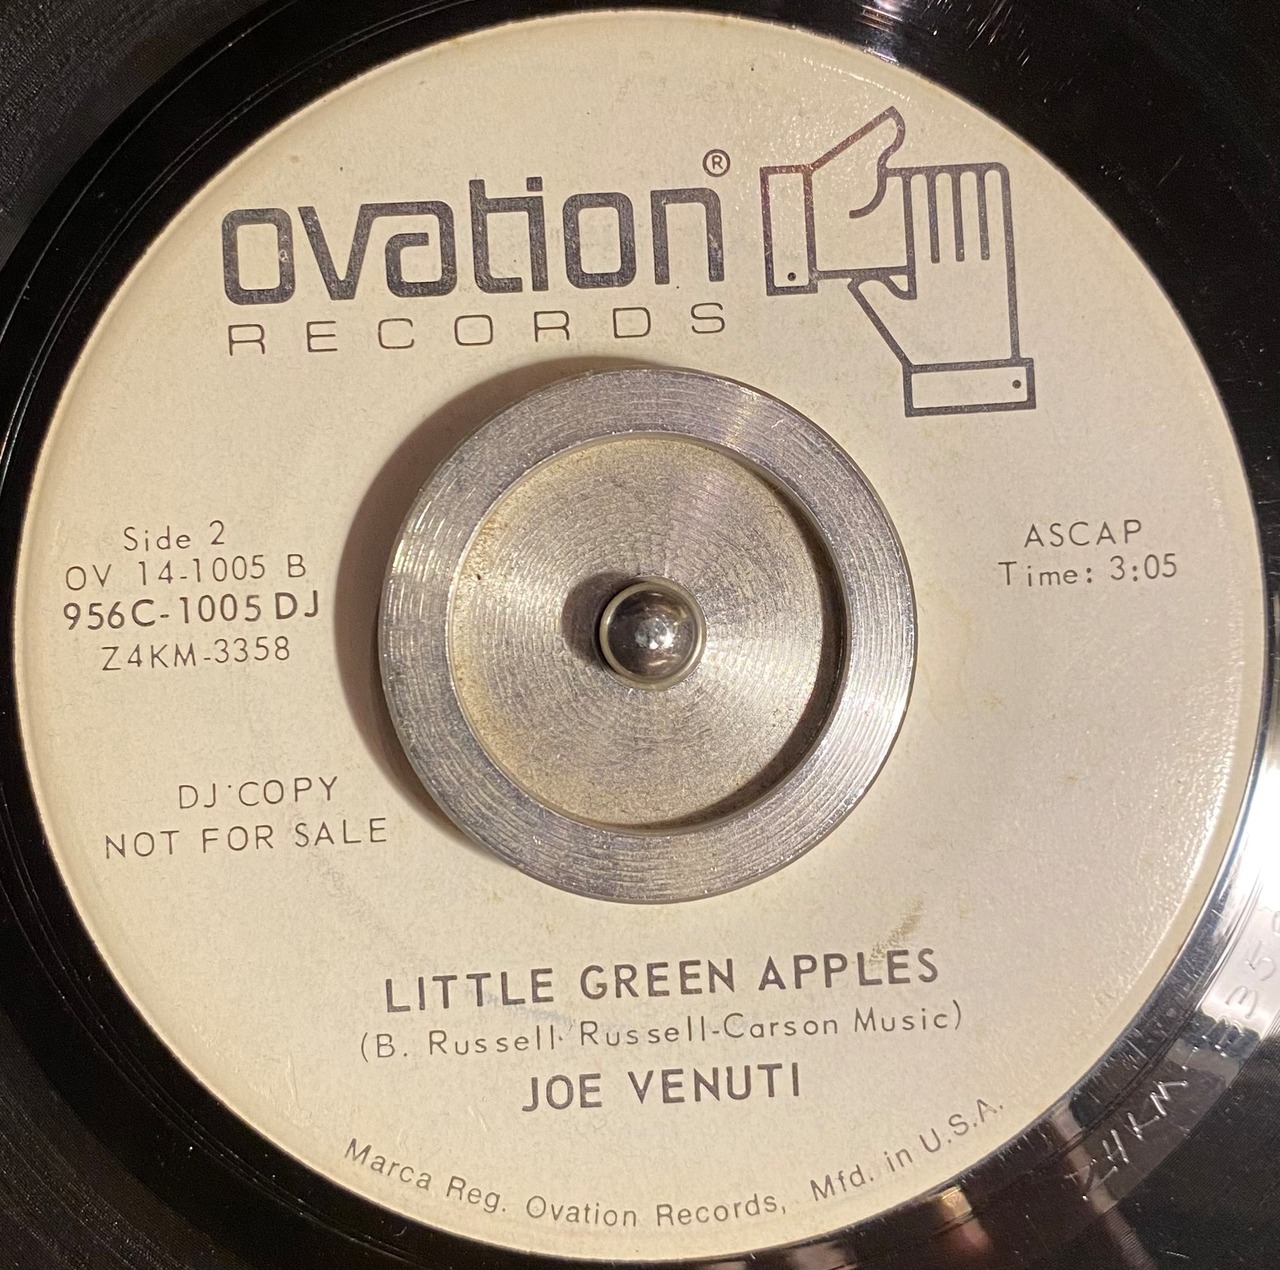 ovation®
RECORDS
Side 2
OV 14-1005 B
956C-1005 DJ
Z4KM-3358
ASCAP
Time: 3:05
DJ COPY
NOT FOR SALE
LITTLE GREEN APPLES
(B. Russell· Russell-Carson Music)
JOE VENUTI
Marca Reg. Ovation Records, Mfd. in U.S.A.